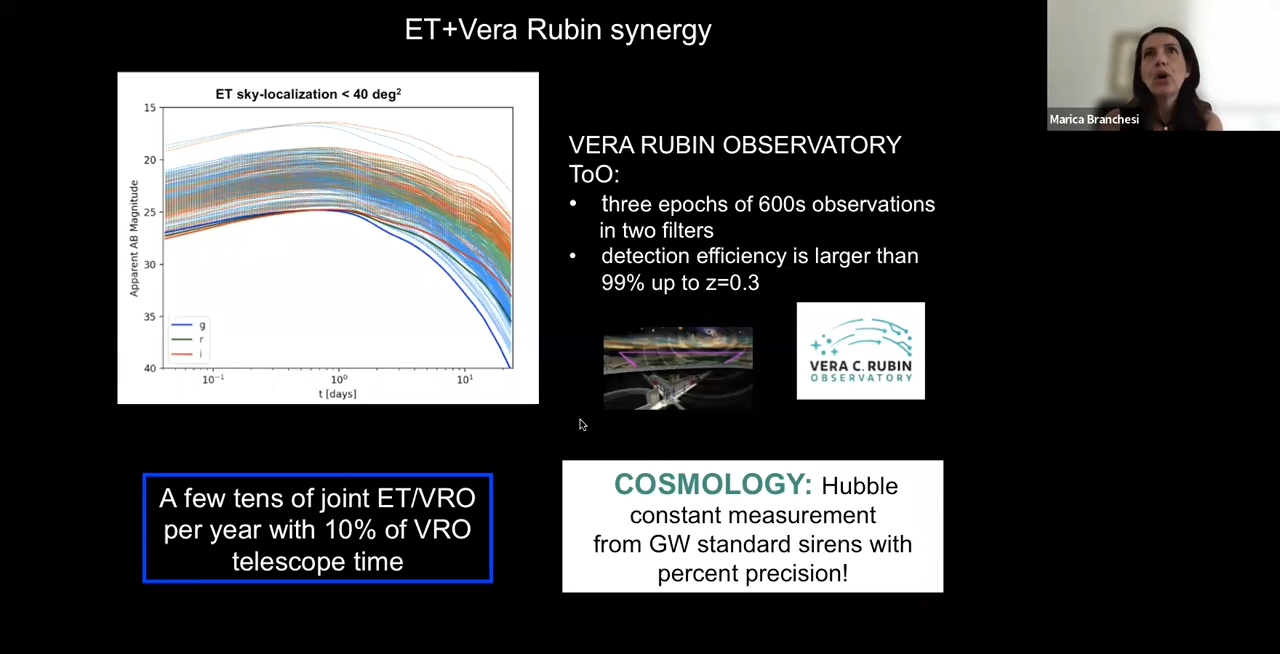 ET+Vera Rubin synergy
Marica Branchesi
ET sky-localization < 40 deg²
15
20
25
30
35
40
Apparent AB Magnitude
g
r
i
10⁻¹
10⁰
10¹
t [days]
VERA RUBIN OBSERVATORY
ToO:
• three epochs of 600s observations
in two filters
• detection efficiency is larger than
99% up to z=0.3
VERA C. RUBIN
OBSERVATORY
A few tens of joint ET/VRO
per year with 10% of VRO
telescope time
COSMOLOGY: Hubble
constant measurement
from GW standard sirens with
percent precision!